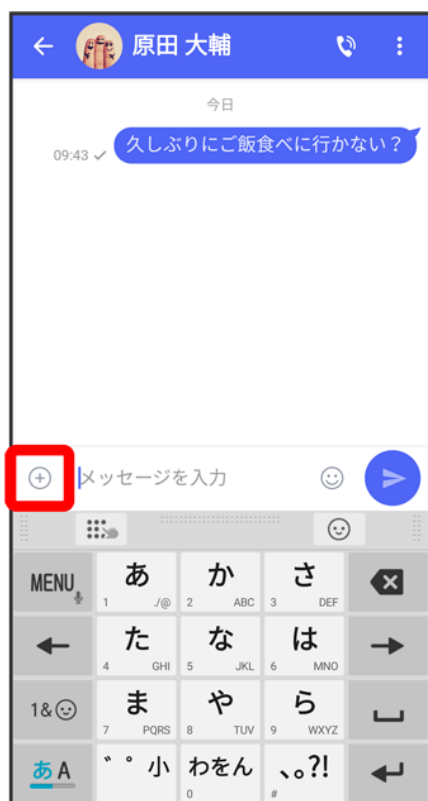 原田 大輔
今日
久しぶりにご飯食べに行かない？
09:43
メッセージを入力
MENU
あ
1 ./@
か
2 ABC
さ
3 DEF
た
4 GHI
な
5 JKL
は
6 MNO
1&
ま
7 PQRS
や
8 TUV
ら
9 WXYZ
あA
゛゜小
わをん
0
、。?!
#